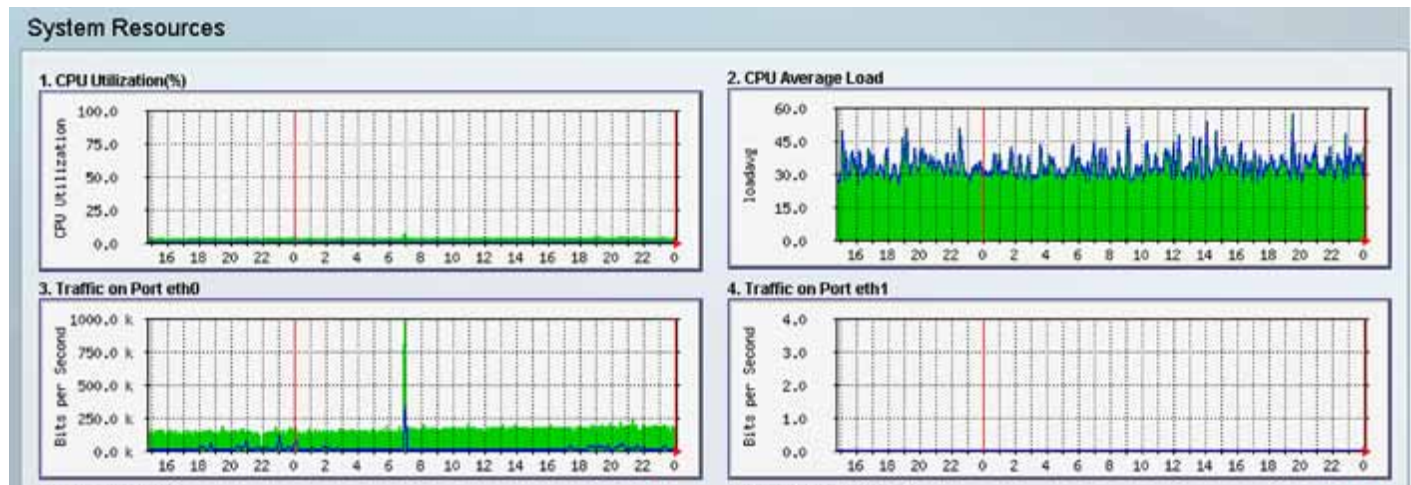 System Resources
1. CPU Utilization(%)
CPU Utilization
100.0
75.0
50.0
25.0
0.0
16 18 20 22 0 2 4 6 8 10 12 14 16 18 20 22 0
2. CPU Average Load
loadavg
60.0
45.0
30.0
15.0
0.0
16 18 20 22 0 2 4 6 8 10 12 14 16 18 20 22 0
3. Traffic on Port eth0
Bits per Second
1000.0 k
750.0 k
500.0 k
250.0 k
0.0 k
16 18 20 22 0 2 4 6 8 10 12 14 16 18 20 22 0
4. Traffic on Port eth1
Bits per Second
4.0
3.0
2.0
1.0
0.0
16 18 20 22 0 2 4 6 8 10 12 14 16 18 20 22 0